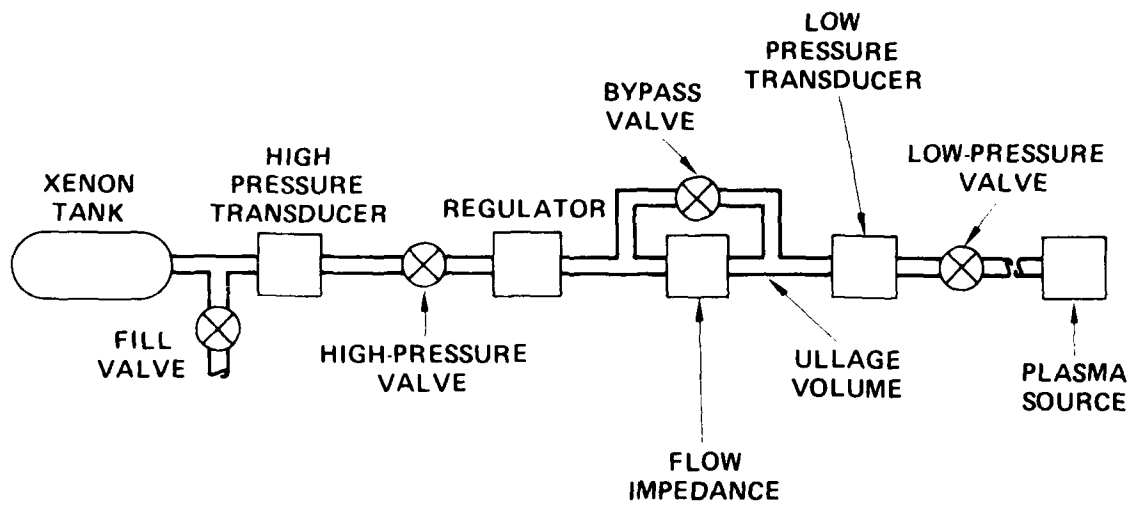 XENON
TANK
HIGH
PRESSURE
TRANSDUCER
REGULATOR
BYPASS
VALVE
LOW
PRESSURE
TRANSDUCER
LOW-PRESSURE
VALVE
FILL
VALVE
HIGH-PRESSURE
VALVE
FLOW
IMPEDANCE
ULLAGE
VOLUME
PLASMA
SOURCE